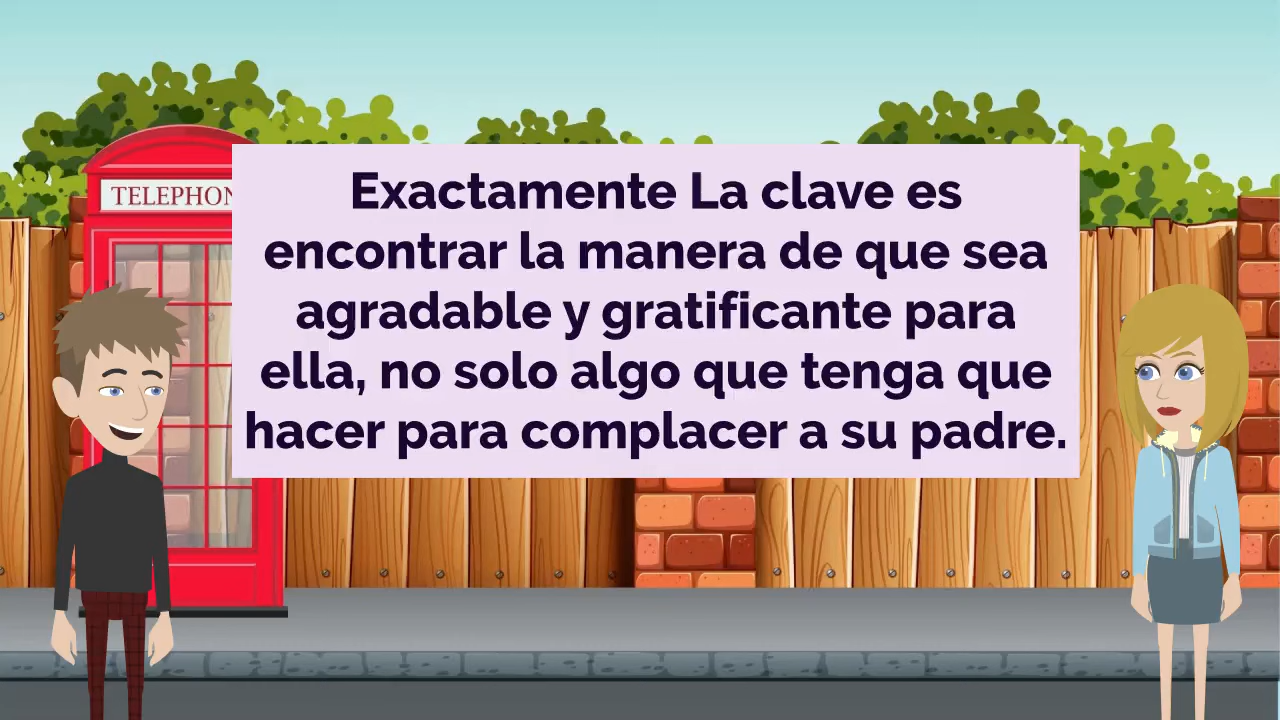 TELEPHON
Exactamente La clave es
encontrar la manera de que sea
agradable y gratificante para
ella, no solo algo que tenga que
hacer para complacer a su padre.